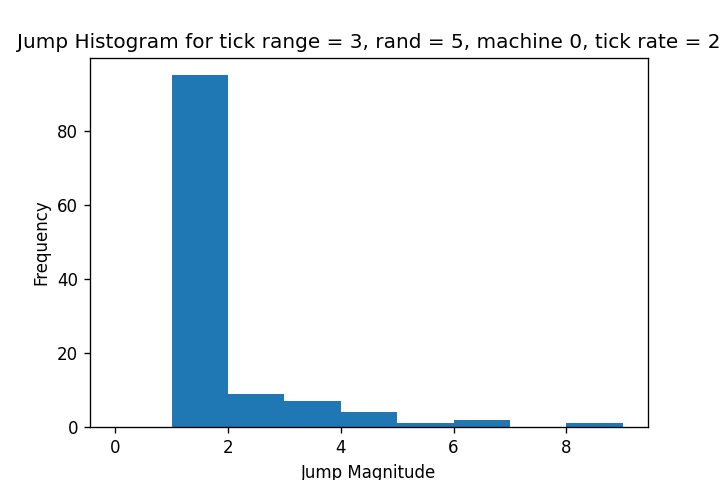 Jump Histogram for tick range = 3, rand = 5, machine 0, tick rate = 2
80
60
40
20
0
Frequency
0 2 4 6 8
Jump Magnitude